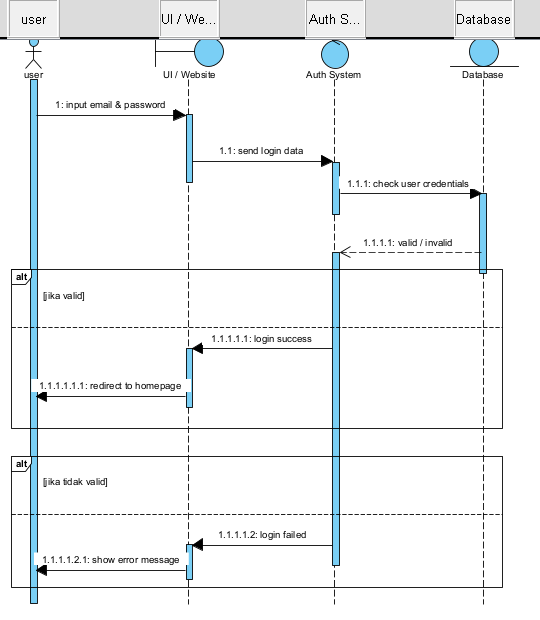 user
UI / We...
Auth S...
Database
user
UI / Website
Auth System
Database
1: input email & password
1.1: send login data
1.1.1: check user credentials
1.1.1.1: valid / invalid
alt
[jika valid]
1.1.1.1.1: login success
1.1.1.1.1.1: redirect to homepage
alt
[jika tidak valid]
1.1.1.1.2: login failed
1.1.1.1.2.1: show error message